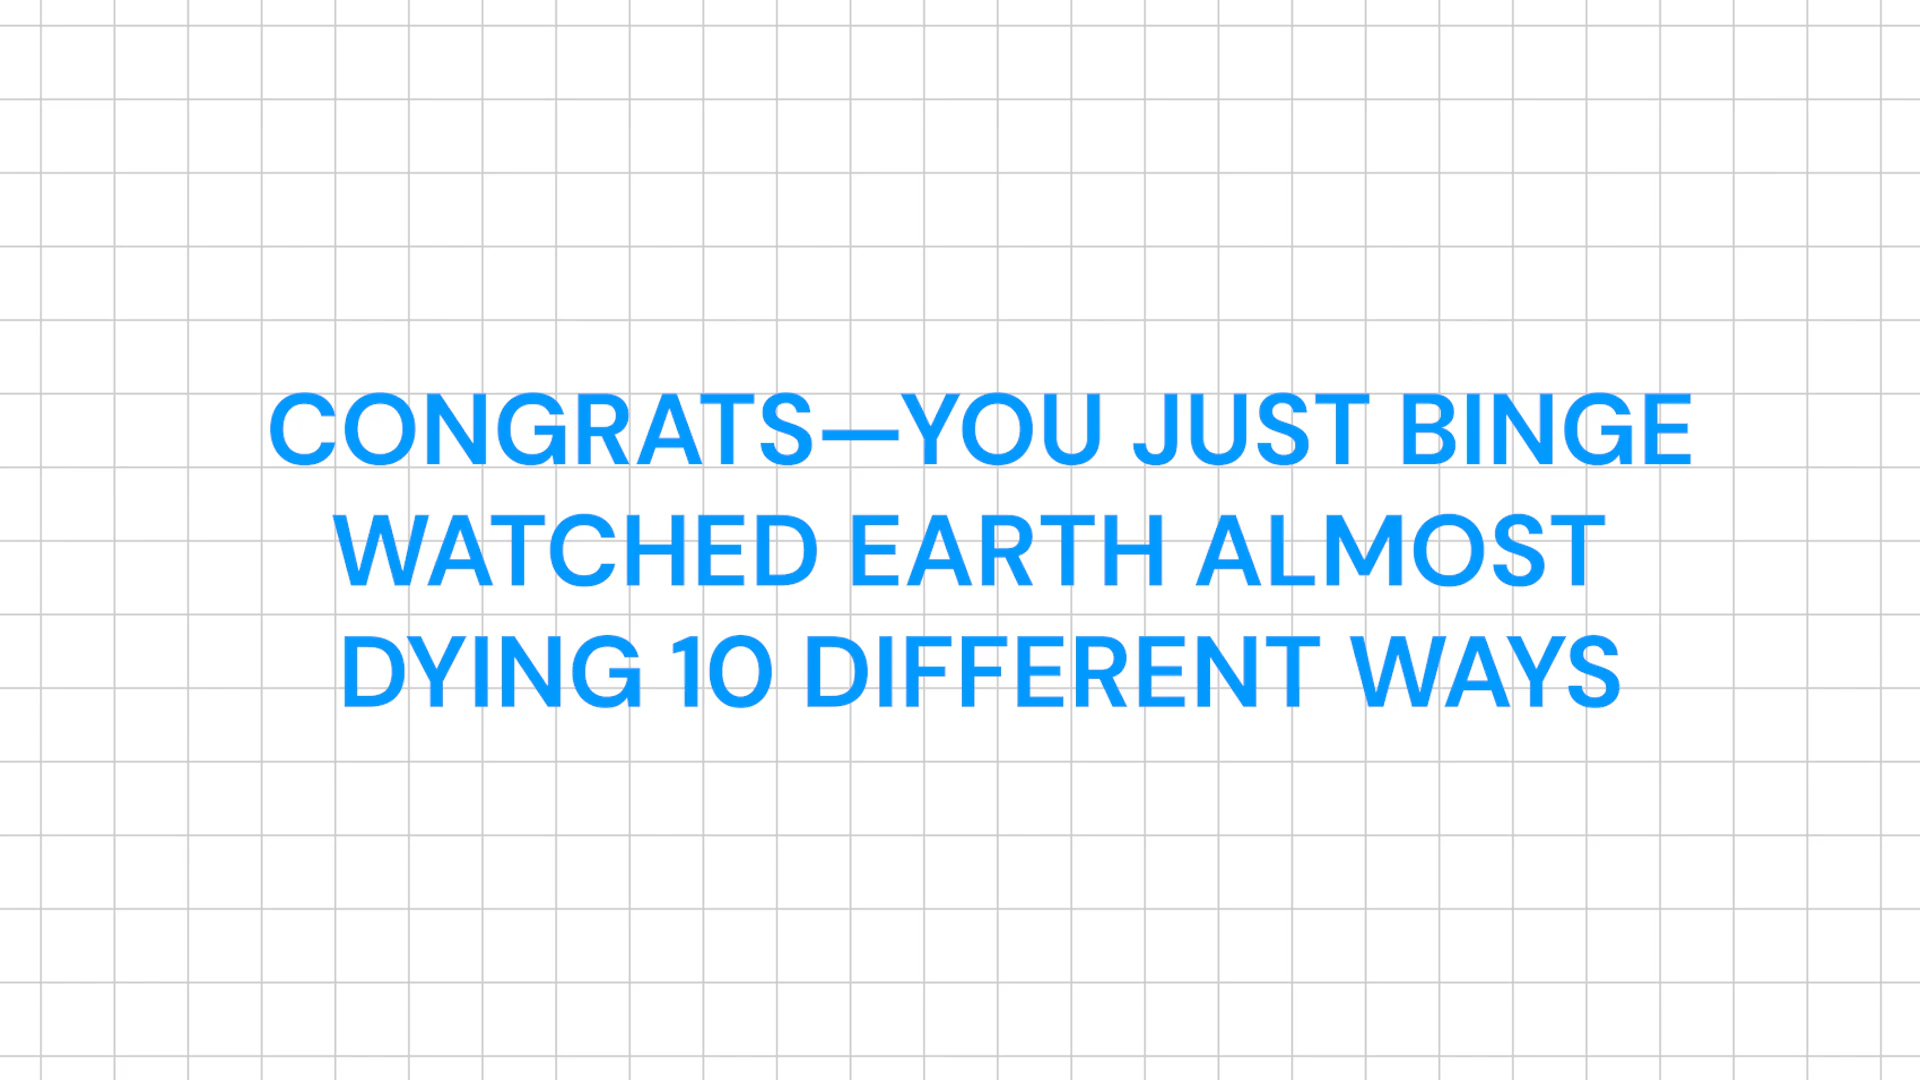 CONGRATS—YOU JUST BINGE
WATCHED EARTH ALMOST
DYING 10 DIFFERENT WAYS